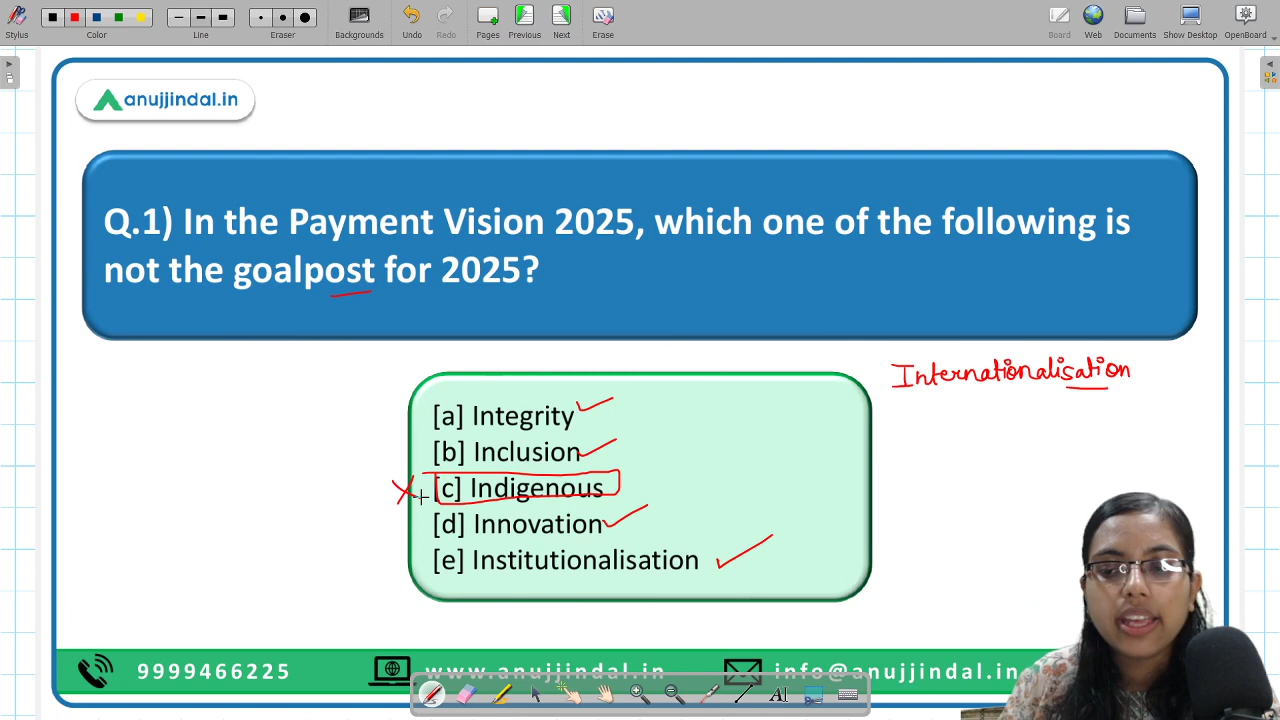 Stylus Color Line Eraser Backgrounds Undo Redo Pages Previous Next Erase Board Web Documents Show Desktop OpenBoard
anujjindal.in
Q.1) In the Payment Vision 2025, which one of the following is
not the goalpost for 2025?
Internationalisation
[a] Integrity
[b] Inclusion
[c] Indigenous
[d] Innovation
[e] Institutionalisation
9999466225 www.anujjindal.in info@anujjindal.in
AI